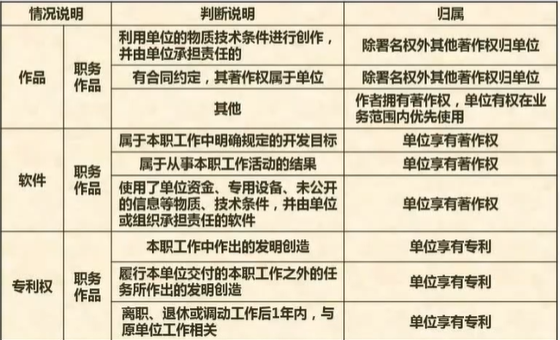 情况说明 判断说明 归属
作品 职务作品
利用单位的物质技术条件进行创作，
并由单位承担责任的
除署名权外其他著作权归单位
有合同约定，其著作权属于单位
除署名权外其他著作权归单位
其他
作者拥有著作权，单位有权在业
务范围内优先使用
软件 职务作品
属于本职工作中明确规定的开发目标
单位享有著作权
属于从事本职工作活动的结果
单位享有著作权
使用了单位资金、专用设备、未公开
的信息等物质、技术条件，并由单位
或组织承担责任的软件
单位享有著作权
专利权 职务作品
本职工作中作出的发明创造
单位享有专利
履行本单位交付的本职工作之外的任
务所作出的发明创造
单位享有专利
离职、退休或调动工作后1年内，与
原单位工作相关
单位享有专利